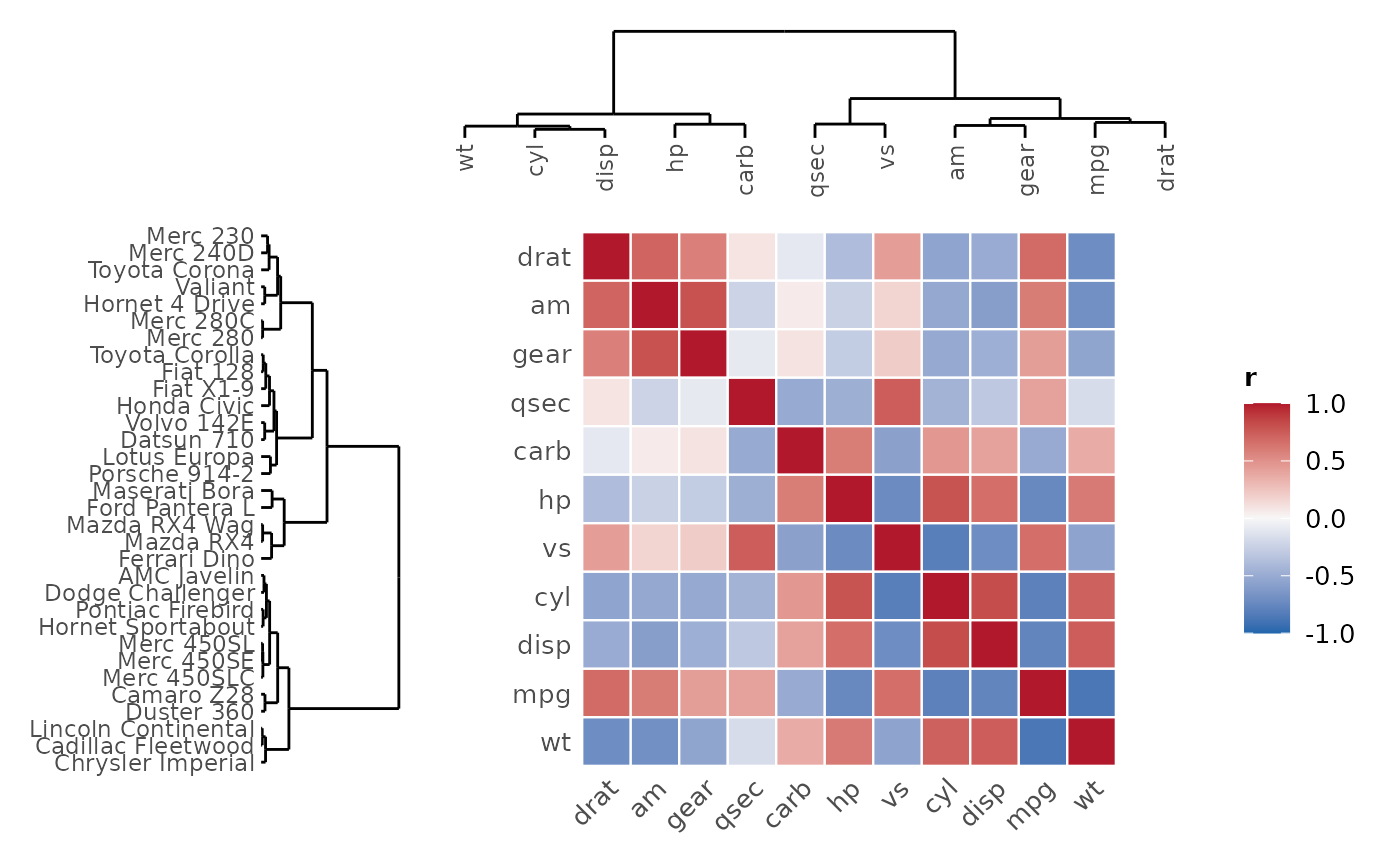 wt
cyl
disp
hp
carb
qsec
vs
am
gear
mpg
drat
Merc 230
Merc 240D
Toyota Corona
Valiant
Hornet 4 Drive
Merc 280C
Merc 280
Toyota Corolla
Fiat 128
Fiat X1-9
Honda Civic
Volvo 142E
Datsun 710
Lotus Europa
Porsche 914-2
Maserati Bora
Ford Pantera L
Mazda RX4 Wag
Mazda RX4
Ferrari Dino
AMC Javelin
Dodge Challenger
Pontiac Firebird
Hornet Sportabout
Merc 450SL
Merc 450SE
Merc 450SLC
Camaro Z28
Duster 360
Lincoln Continental
Cadillac Fleetwood
Chrysler Imperial
drat
am
gear
qsec
carb
hp
vs
cyl
disp
mpg
wt
drat
am
gear
qsec
carb
hp
vs
cyl
disp
mpg
wt
r
1.0
0.5
0.0
-0.5
-1.0